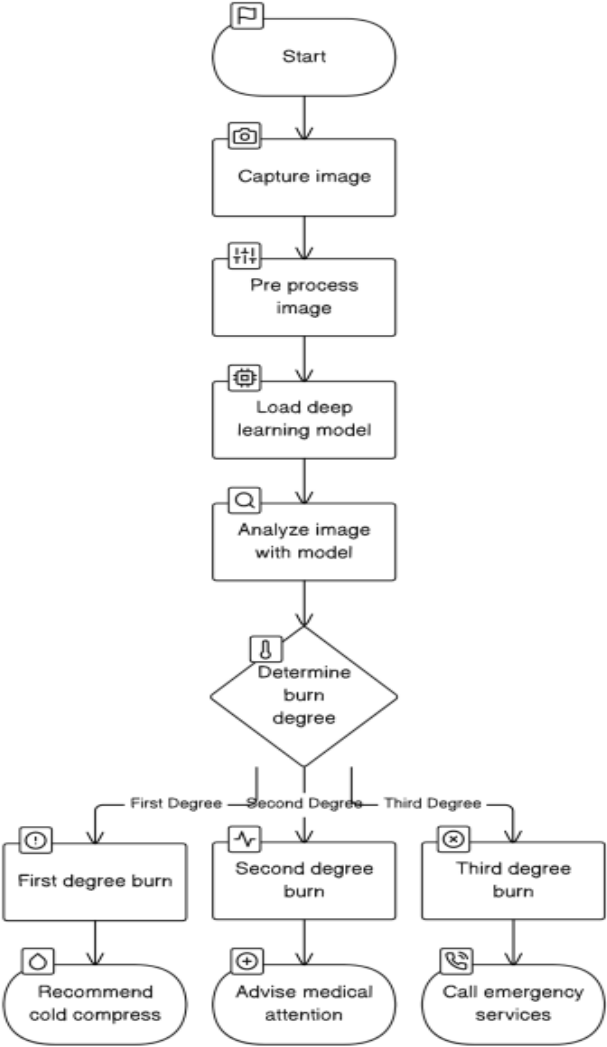 Start
Capture image
Pre process
image
Load deep
learning model
Analyze image
with model
Determine
burn
degree
First Degree
Second Degree
Third Degree
First degree burn
Second degree
burn
Third degree
burn
Recommend
cold compress
Advise medical
attention
Call emergency
services